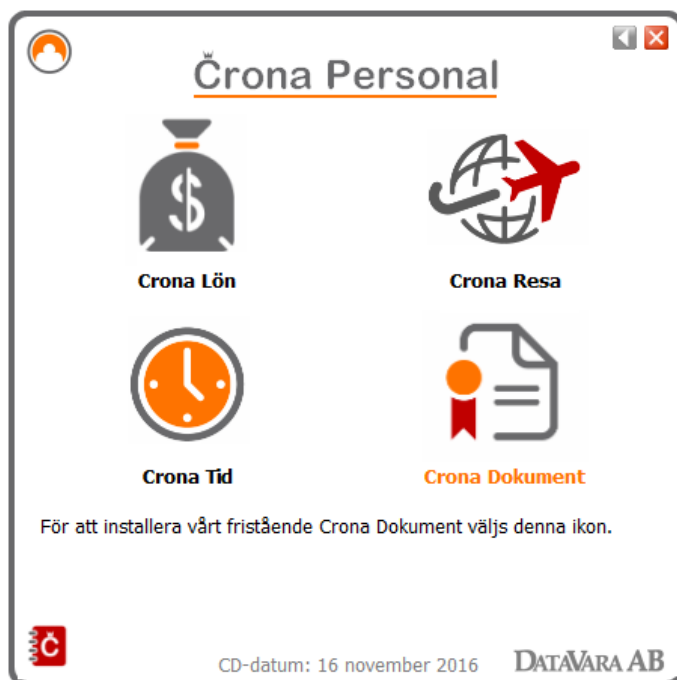 Črona Personal
$
Crona Lön
Crona Resa
Crona Tid
Crona Dokument
För att installera vårt fristående Crona Dokument väljs denna ikon.
Č
CD-datum: 16 november 2016
DATAVARA AB